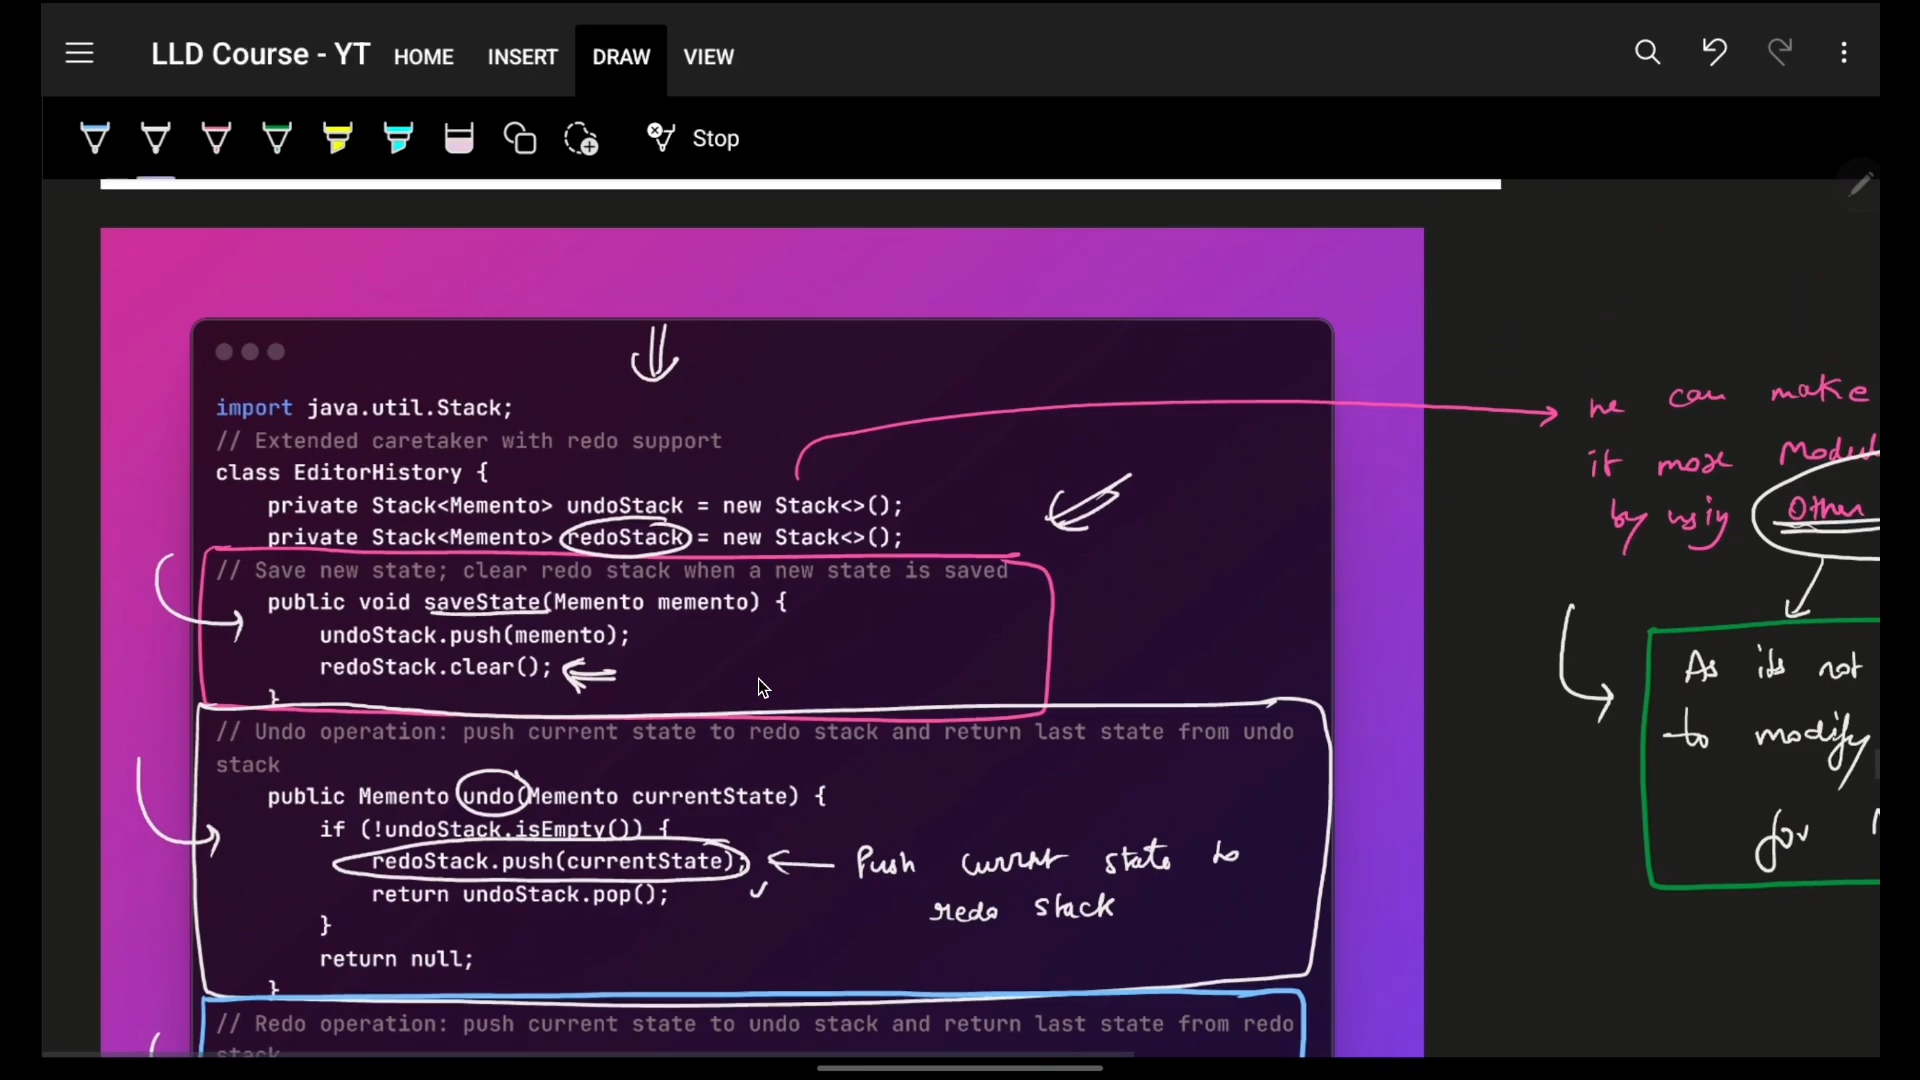 LLD Course - YT HOME INSERT DRAW VIEW
Stop
import java.util.Stack;
// Extended caretaker with redo support
class EditorHistory {
private Stack<Memento> undoStack = new Stack<>();
private Stack<Memento> redoStack = new Stack<>();
// Save new state; clear redo stack when a new state is saved
public void saveState(Memento memento) {
undoStack.push(memento);
redoStack.clear();
}
// Undo operation: push current state to redo stack and return last state from undo
stack
public Memento undo(Memento currentState) {
if (!undoStack.isEmpty()) {
redoStack.push(currentState);
return undoStack.pop();
}
return null;
}
// Redo operation: push current state to undo stack and return last state from redo
stack
Push current state to
redo stack
we can make
it more Modul
by using Other
As its not
to modify
for